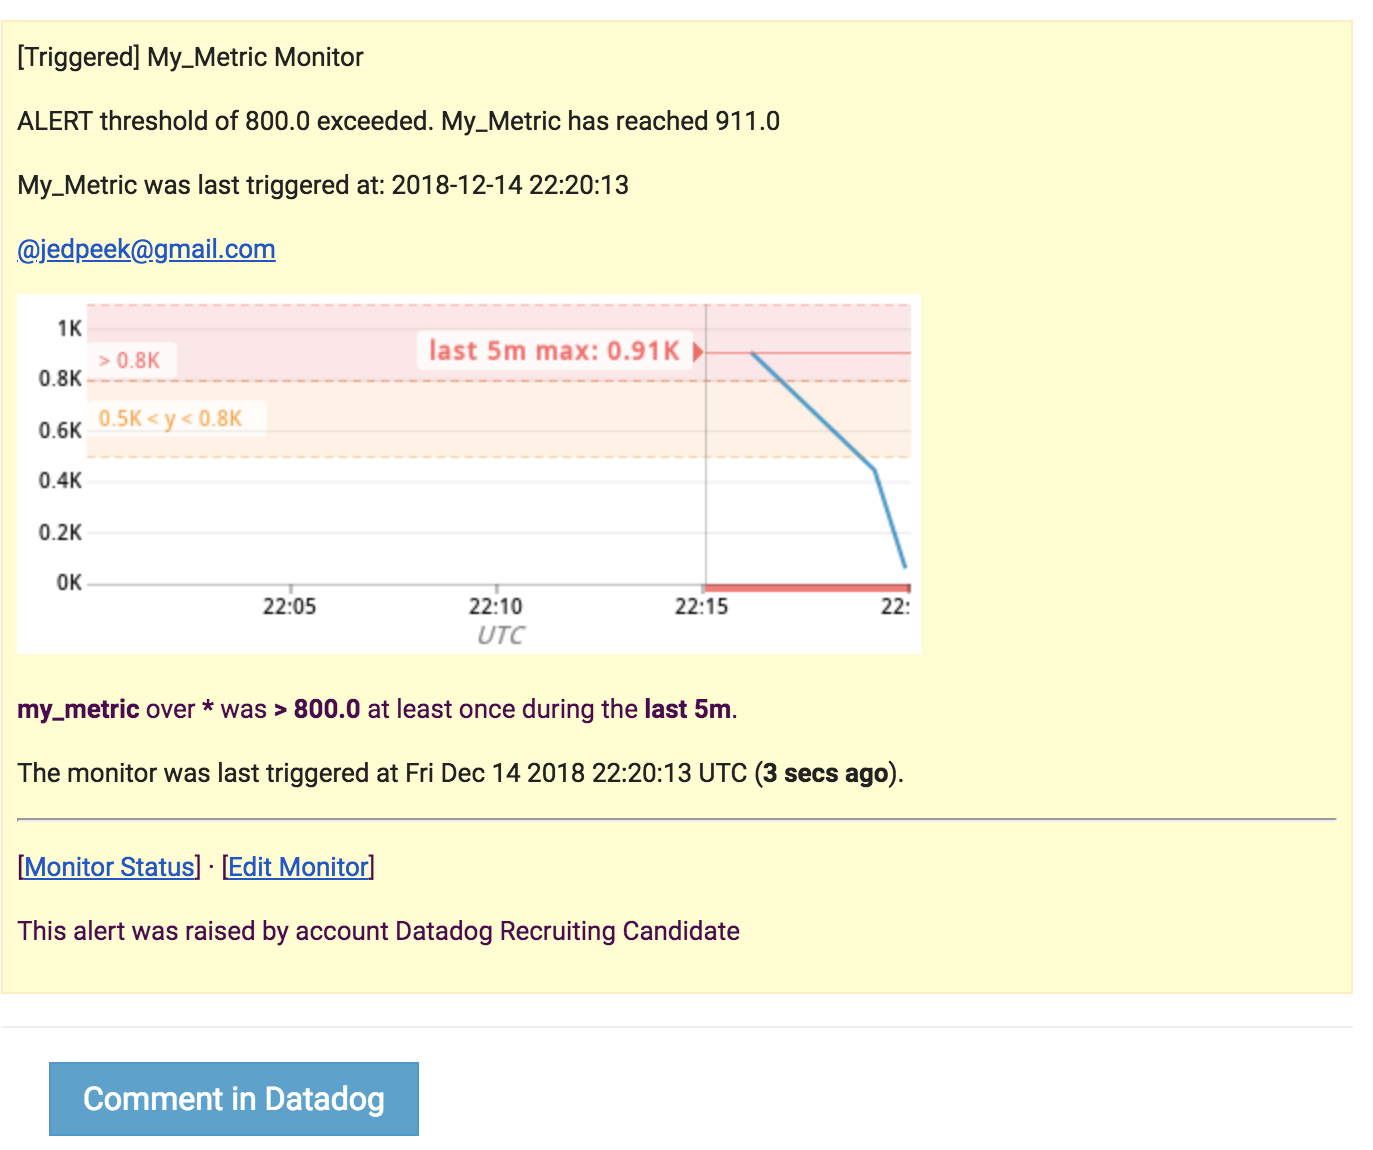 [Triggered] My_Metric Monitor
ALERT threshold of 800.0 exceeded. My_Metric has reached 911.0
My_Metric was last triggered at: 2018-12-14 22:20:13
@jedpeek@gmail.com
1K
> 0.8K
last 5m max: 0.91K
0.8K
0.5K < y < 0.8K
0.6K
0.4K
0.2K
0K
22:05 22:10 22:15 22:
UTC
my_metric over * was > 800.0 at least once during the last 5m.
The monitor was last triggered at Fri Dec 14 2018 22:20:13 UTC (3 secs ago).
[Monitor Status] · [Edit Monitor]
This alert was raised by account Datadog Recruiting Candidate
Comment in Datadog